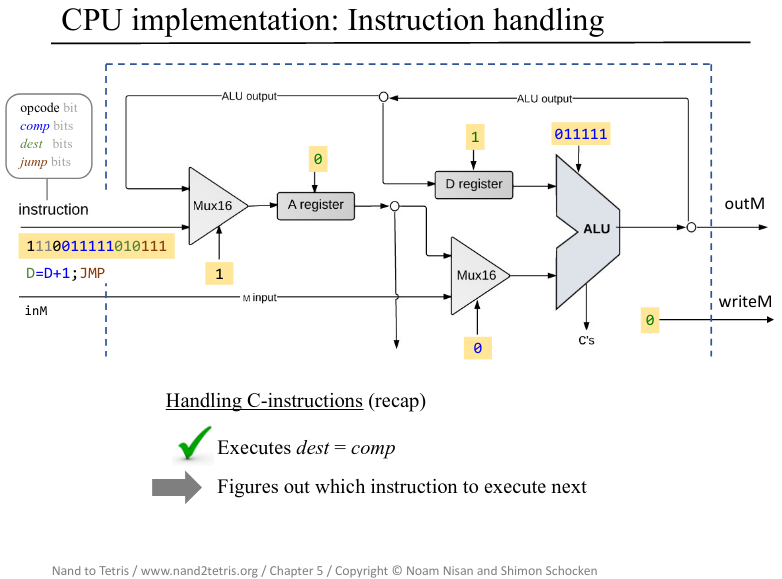 CPU implementation: Instruction handling
opcode bit
comp bits
dest bits
jump bits
instruction
1110011111010111
D=D+1;JMP
inM
ALU output
ALU output
Mux16
1
0
A register
1
D register
011111
ALU
Mux16
0
M input
C's
outM
writeM
0
Handling C-instructions (recap)
Executes dest = comp
Figures out which instruction to execute next
Nand to Tetris / www.nand2tetris.org / Chapter 5 / Copyright © Noam Nisan and Shimon Schocken